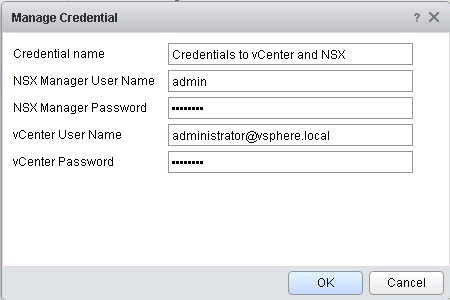 Manage Credential ?
Credential name Credentials to vCenter and NSX
NSX Manager User Name admin
NSX Manager Password ••••••••
vCenter User Name administrator@vsphere.local
vCenter Password ••••••••
OK Cancel